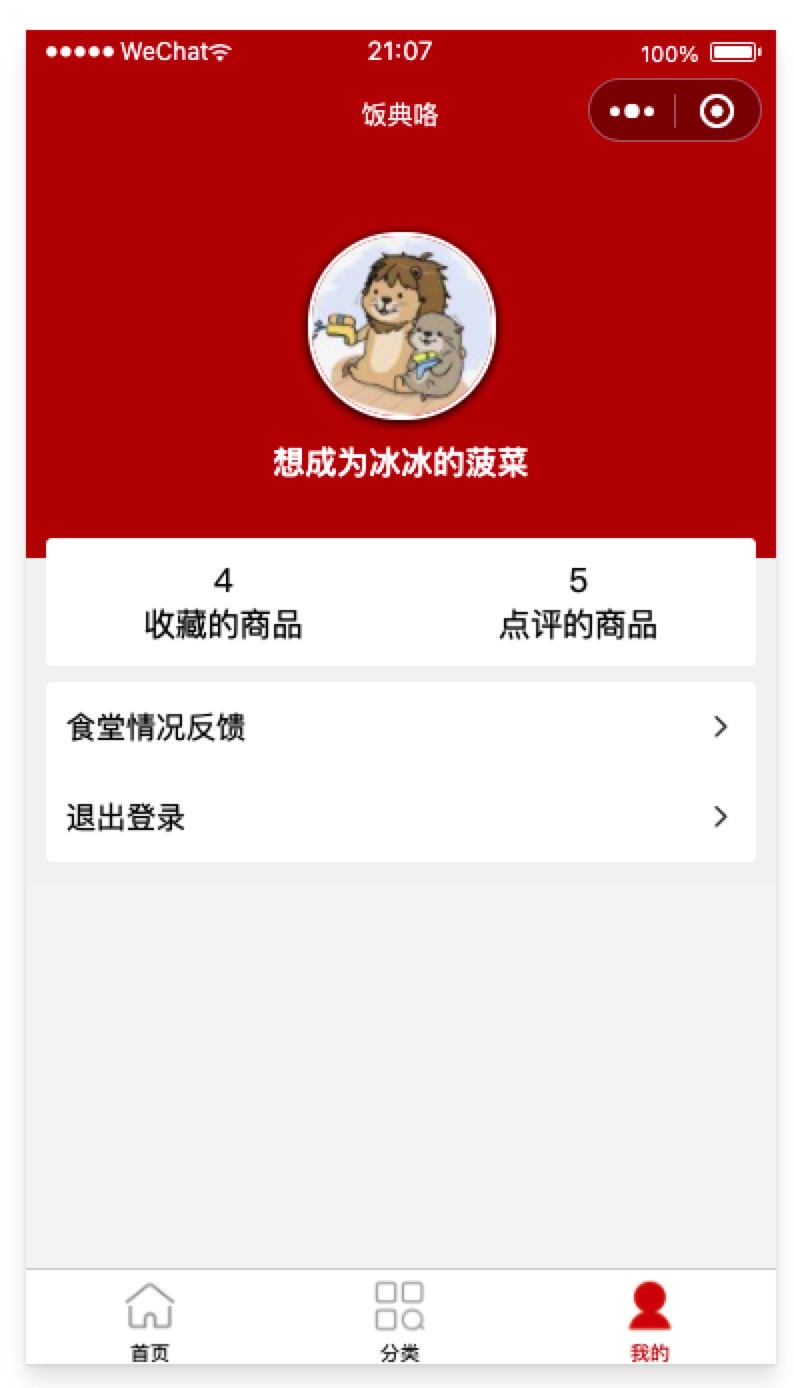 ●●●●● WeChat 21:07 100%
饭典咯
想成为冰冰的菠菜
4 5
收藏的商品 点评的商品
食堂情况反馈
退出登录
首页 分类 我的